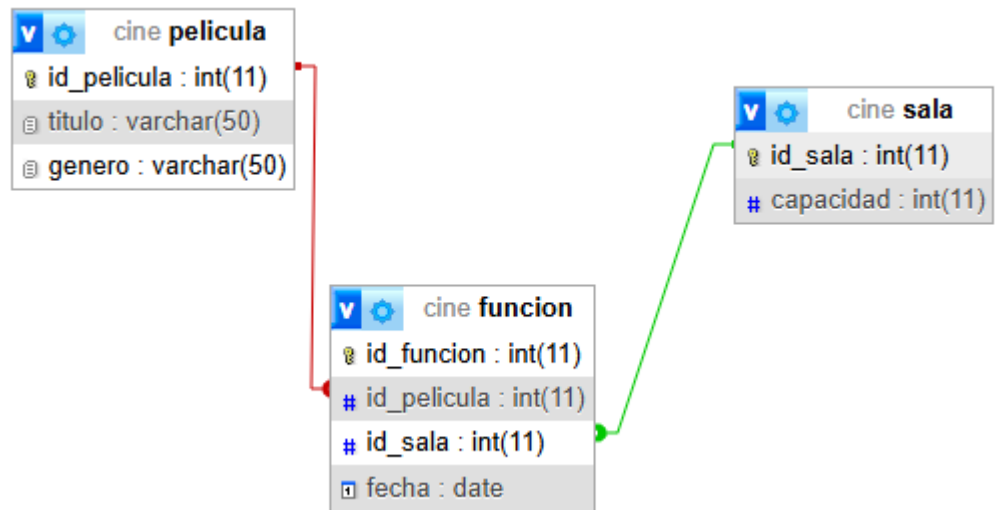 v cine pelicula
id_pelicula : int(11)
titulo : varchar(50)
genero : varchar(50)
v cine sala
id_sala : int(11)
# capacidad : int(11)
v cine funcion
id_funcion : int(11)
# id_pelicula : int(11)
# id_sala : int(11)
fecha : date